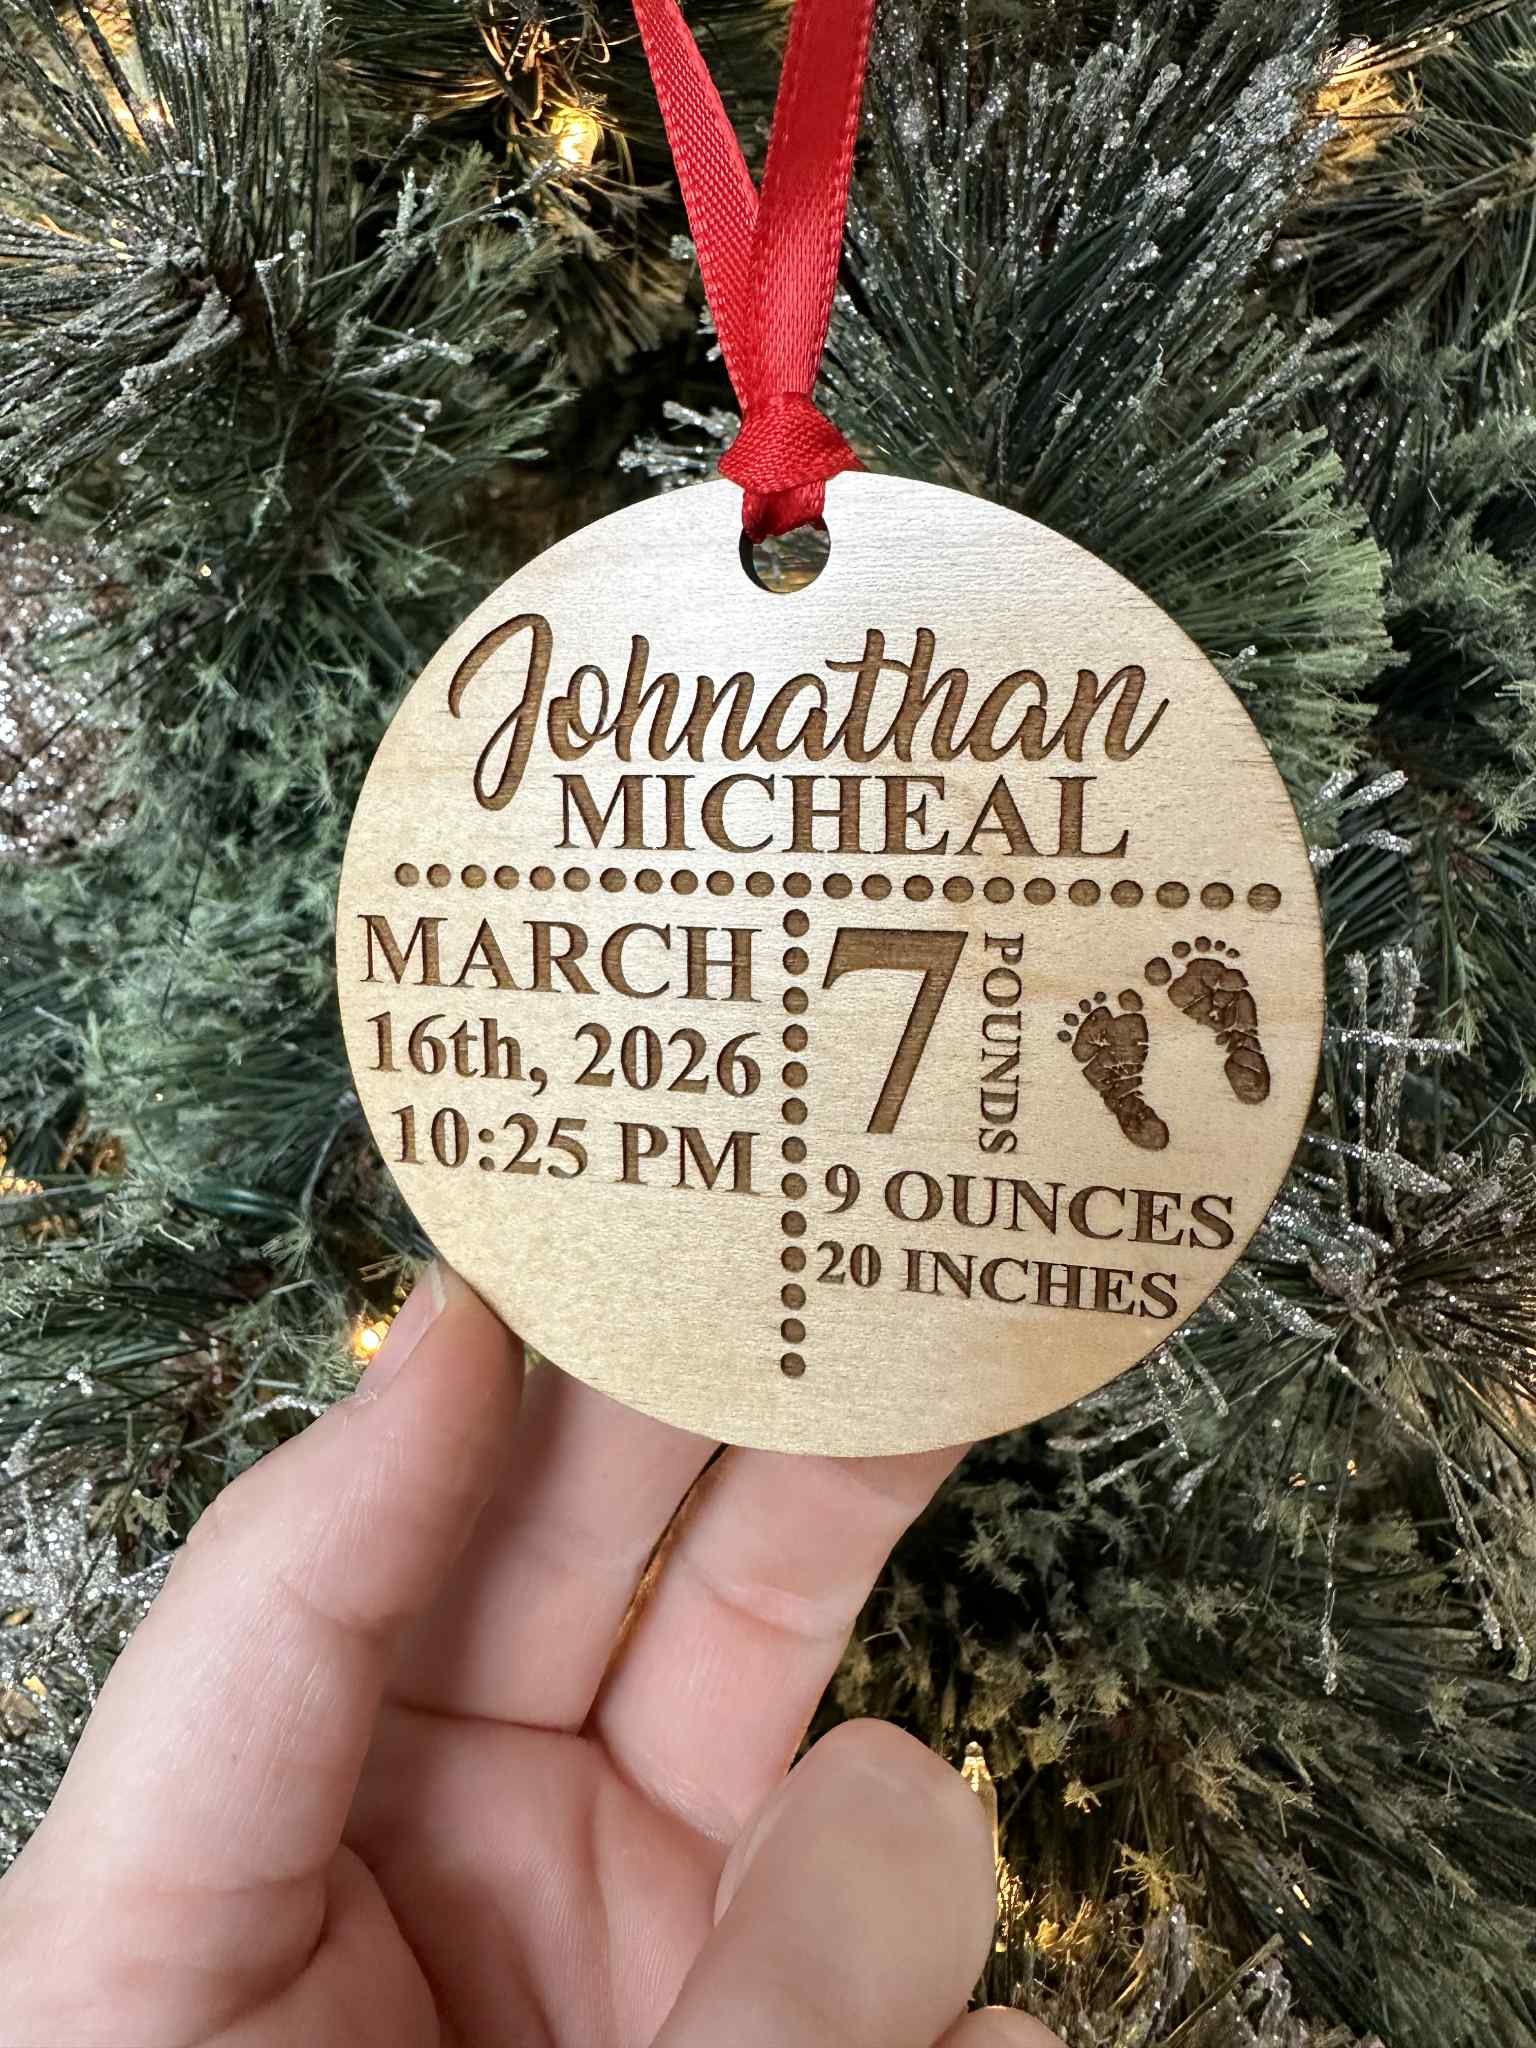 Johnathan
MICHEAL
MARCH
16th, 2026
10:25 PM
7 POUNDS
9 OUNCES
20 INCHES